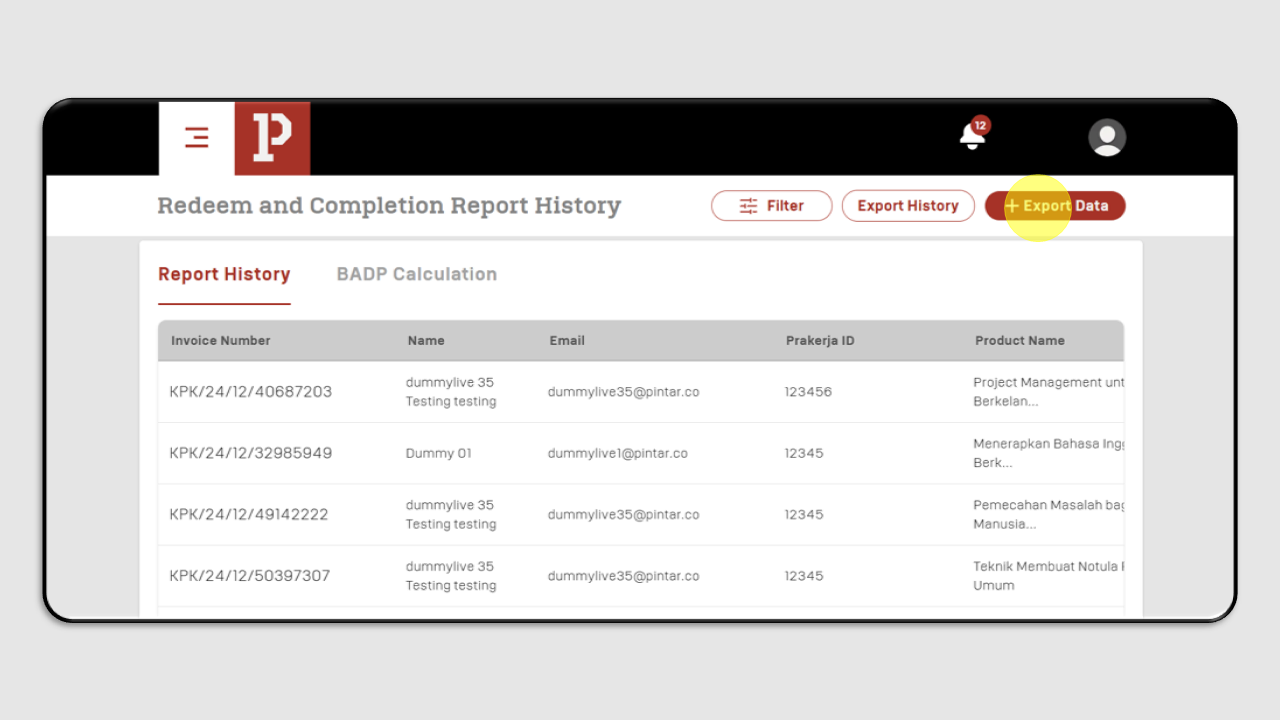 P
12
Redeem and Completion Report History
Filter
Export History
+ Export Data
Report History
BADP Calculation
Invoice Number
Name
Email
Prakerja ID
Product Name
KPK/24/12/40687203
dummylive 35
Testing testing
dummylive35@pintar.co
123456
Project Management unt
Berkelan...
KPK/24/12/32985949
Dummy 01
dummylive1@pintar.co
12345
Menerapkan Bahasa Ingg
Berk...
KPK/24/12/49142222
dummylive 35
Testing testing
dummylive35@pintar.co
12345
Pemecahan Masalah bag
Manusia...
KPK/24/12/50397307
dummylive 35
Testing testing
dummylive35@pintar.co
12345
Teknik Membuat Notula
Umum